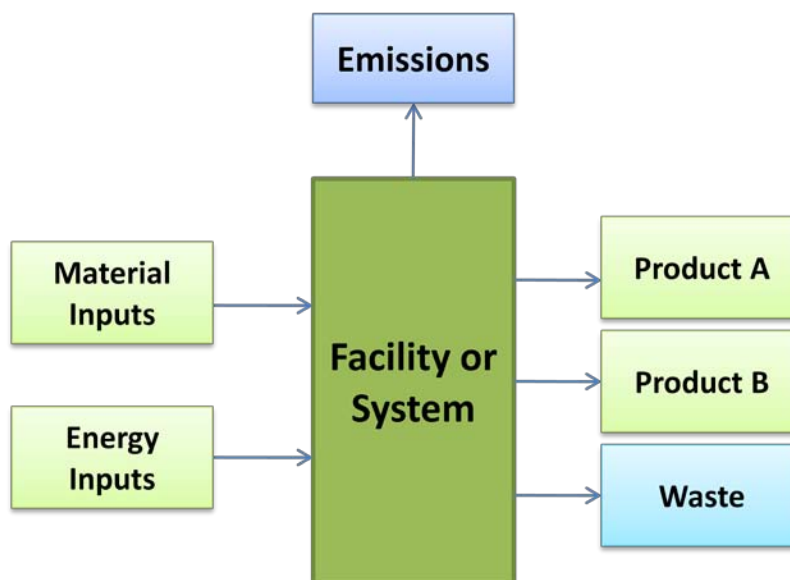 Emissions
Material
Inputs
Energy
Inputs
Facility or
System
Product A
Product B
Waste